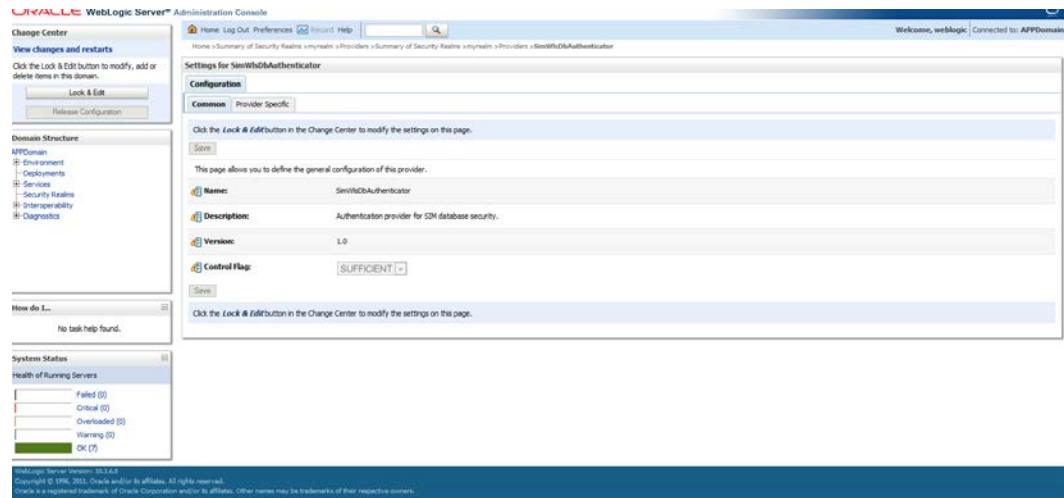 ORACLE WebLogic Server® Administration Console
Change Center
View changes and restarts
Click the Lock & Edit button to modify, add or
delete items in this domain.
Lock & Edit
Release Configuration
Domain Structure
APPDomain
Environment
Deployments
Services
Security Realms
Interoperability
Diagnostics
How do I...
No task help found.
System Status
Health of Running Servers
Failed (0)
Critical (0)
Overloaded (0)
Warning (0)
OK (7)
Home Log Out Preferences Record Help
Welcome, weblogic Connected to: APPDomain
Home >Summary of Security Realms >myrealm >Providers >Summary of Security Realms >myrealm >Providers >SimWlsDbAuthenticator
Settings for SimWlsDbAuthenticator
Configuration
Common Provider Specific
Click the Lock & Edit button in the Change Center to modify the settings on this page.
Save
This page allows you to define the general configuration of this provider.
Name: SimWlsDbAuthenticator
Description: Authentication provider for SIM database security.
Version: 1.0
Control Flag: SUFFICIENT
Save
Click the Lock & Edit button in the Change Center to modify the settings on this page.
WebLogic Server Version: 10.3.6.0
Copyright © 1996, 2011, Oracle and/or its affiliates. All rights reserved.
Oracle is a registered trademark of Oracle Corporation and/or its affiliates. Other names may be trademarks of their respective owners.